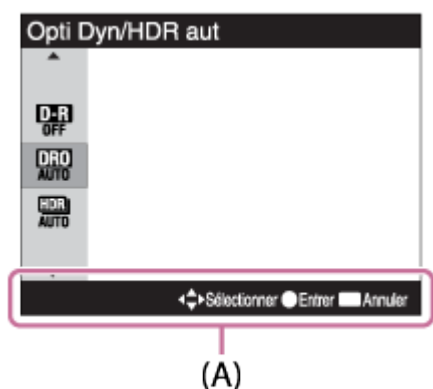 Opti Dyn/HDR aut
D-R
OFF
DRO
AUTO
HDR
AUTO
Sélectionner Entrer Annuler
(A)